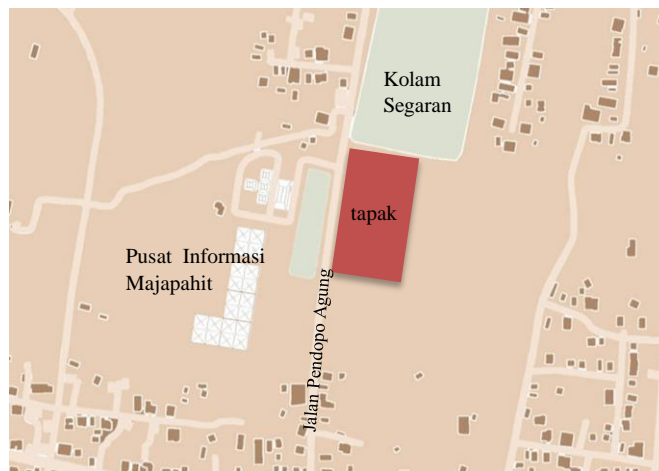 Kolam
Segaran
tapak
Pusat Informasi
Majapahit
Jalan Pendopo Agung